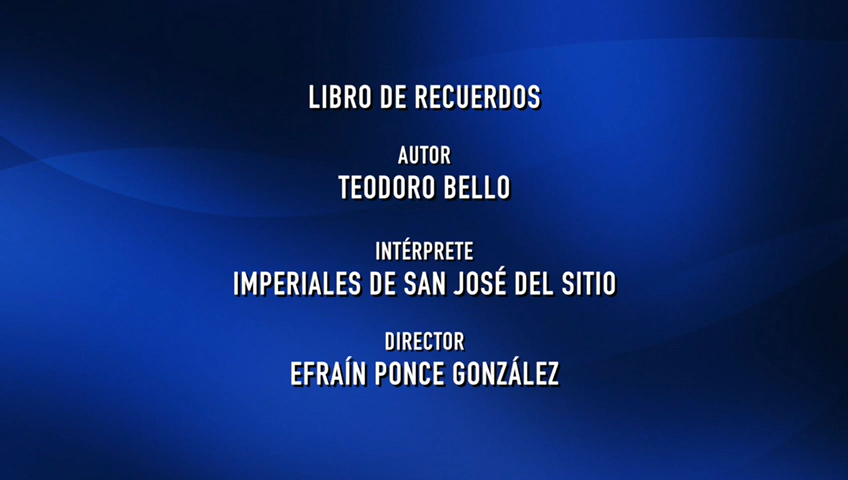 LIBRO DE RECUERDOS
AUTOR
TEODORO BELLO
INTÉRPRETE
IMPERIALES DE SAN JOSÉ DEL SITIO
DIRECTOR
EFRAÍN PONCE GONZÁLEZ